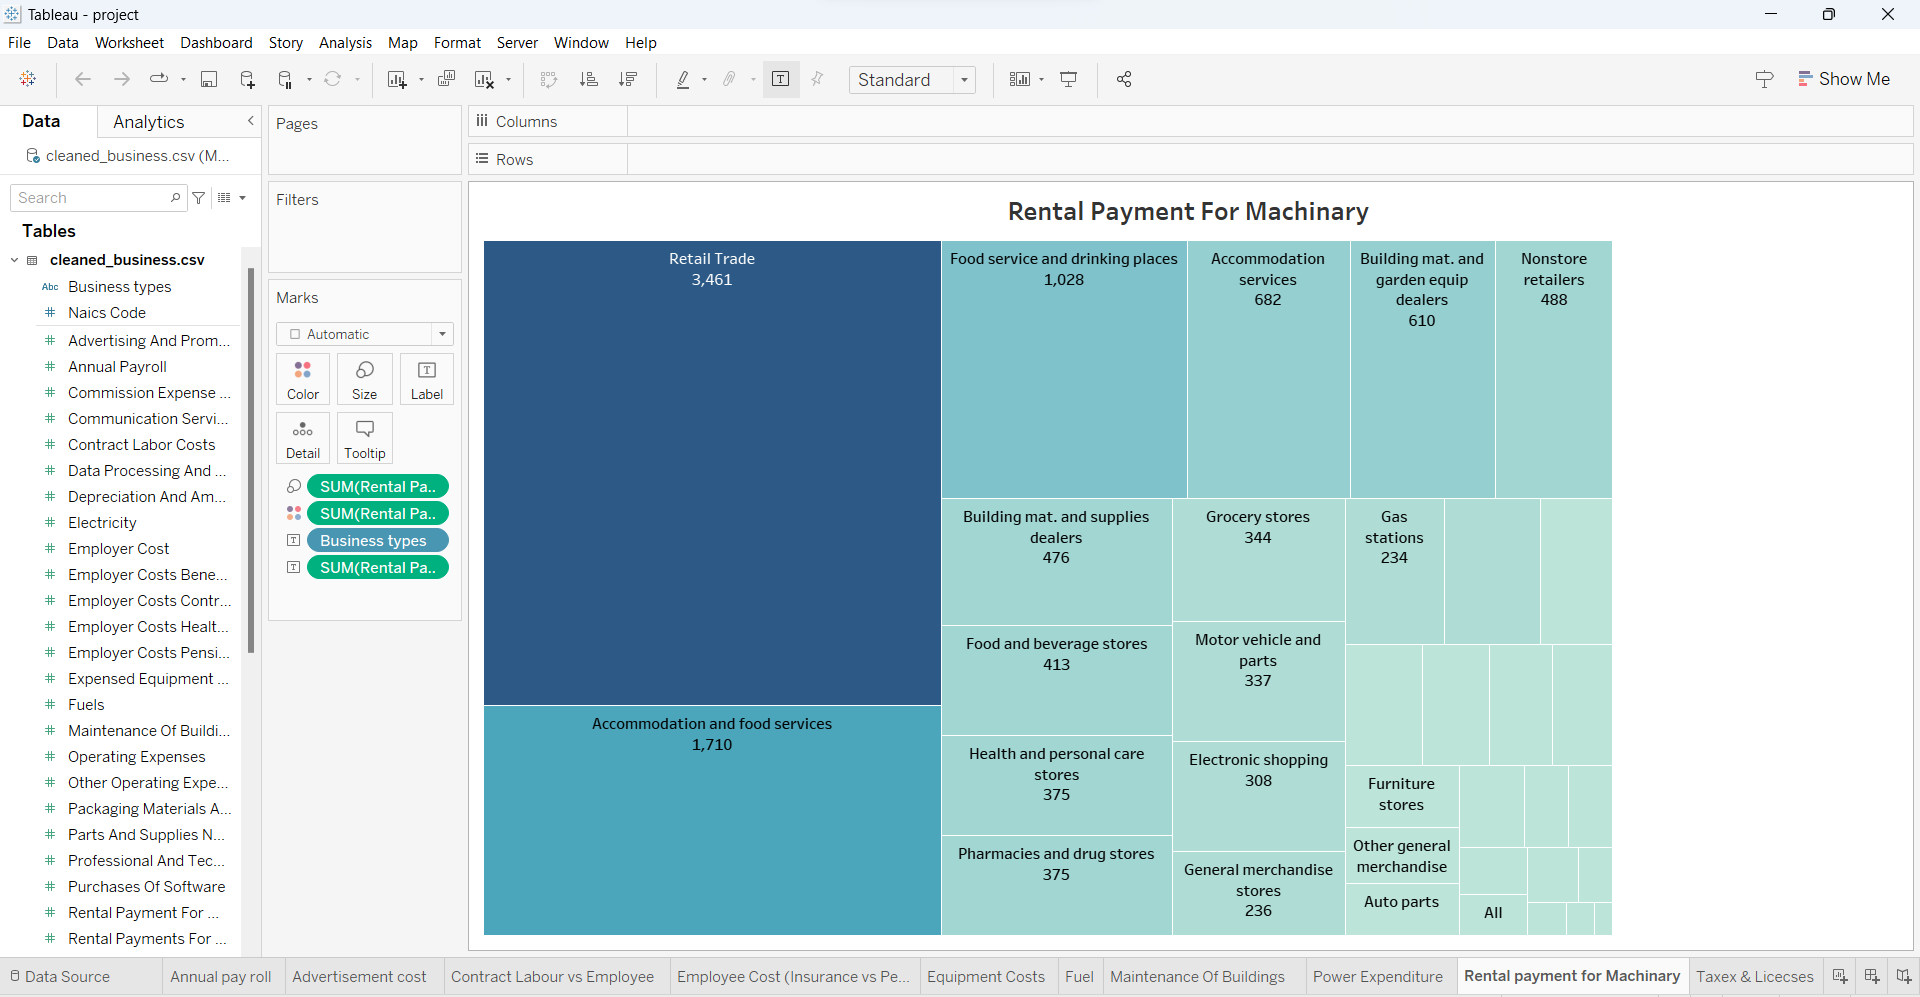 Tableau - project
File Data Worksheet Dashboard Story Analysis Map Format Server Window Help
Standard
Show Me
Data Analytics
cleaned_business.csv (M...
Search
Tables
cleaned_business.csv
Abc Business types
# Naics Code
# Advertising And Prom...
# Annual Payroll
# Commission Expense ...
# Communication Servi...
# Contract Labor Costs
# Data Processing And ...
# Depreciation And Am...
# Electricity
# Employer Cost
# Employer Costs Bene...
# Employer Costs Contr...
# Employer Costs Healt...
# Employer Costs Pensi...
# Expensed Equipment ...
# Fuels
# Maintenance Of Buildi...
# Operating Expenses
# Other Operating Expe...
# Packaging Materials A...
# Parts And Supplies N...
# Professional And Tec...
# Purchases Of Software
# Rental Payment For ...
# Rental Payments For ...
Pages
Filters
Marks
Automatic
Color Size Label
Detail Tooltip
SUM(Rental Pa..
SUM(Rental Pa..
Business types
SUM(Rental Pa..
Columns
Rows
Rental Payment For Machinary
Retail Trade
3,461
Accommodation and food services
1,710
Food service and drinking places
1,028
Accommodation
services
682
Building mat. and
garden equip
dealers
610
Nonstore
retailers
488
Building mat. and supplies
dealers
476
Food and beverage stores
413
Health and personal care
stores
375
Pharmacies and drug stores
375
Grocery stores
344
Motor vehicle and
parts
337
Electronic shopping
308
General merchandise
stores
236
Gas
stations
234
Furniture
stores
Other general
merchandise
Auto parts
All
Data Source Annual pay roll Advertisement cost Contract Labour vs Employee Employee Cost (Insurance vs Pe... Equipment Costs Fuel Maintenance Of Buildings Power Expenditure Rental payment for Machinary Taxex & Licecses